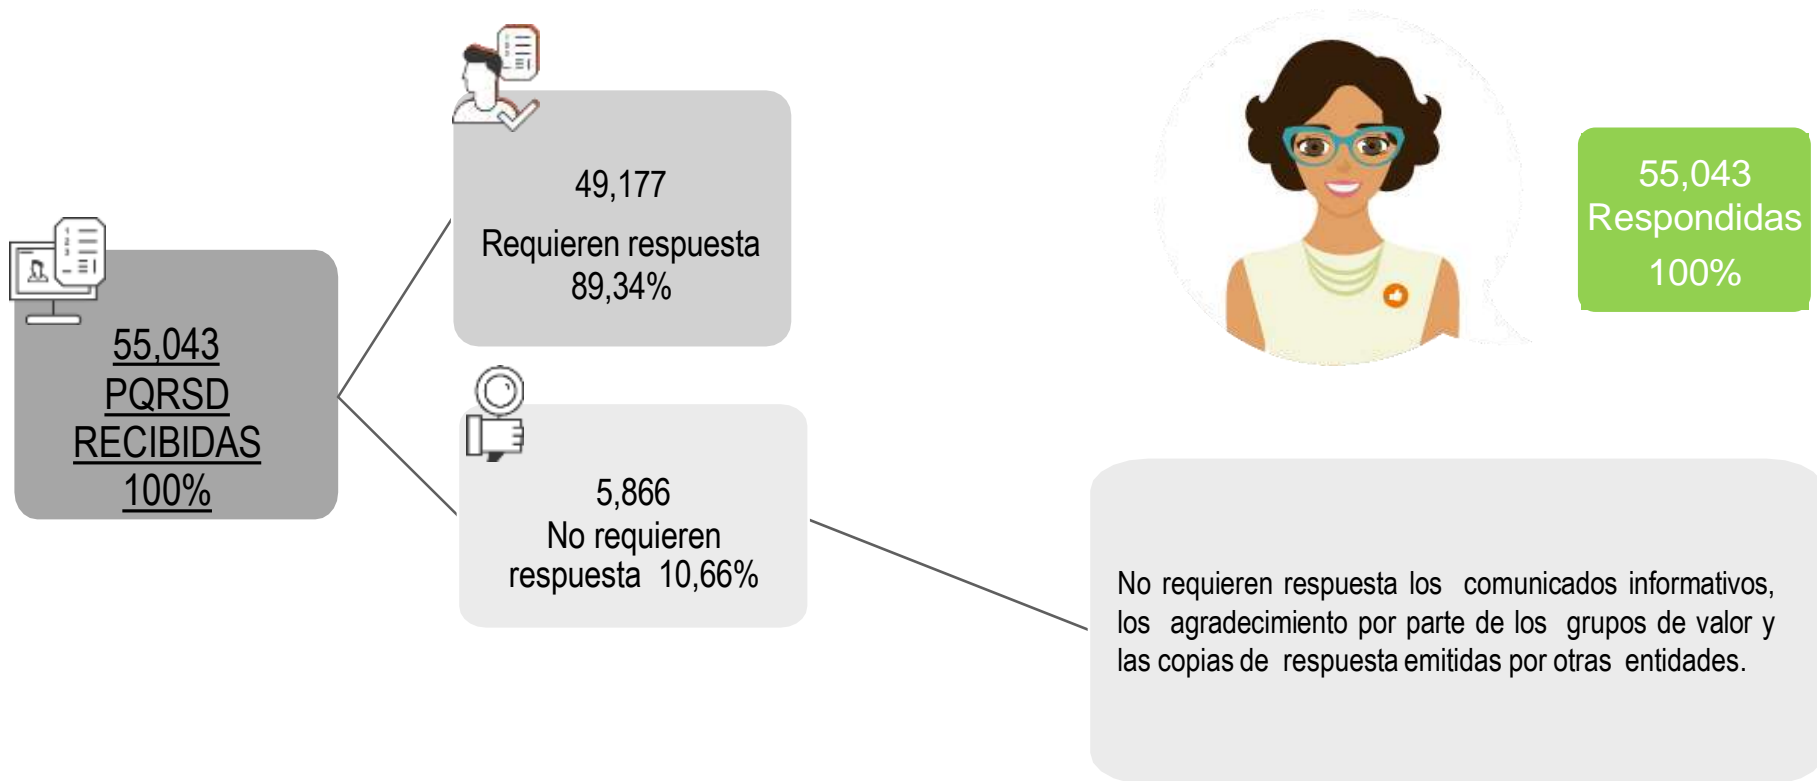 55,043
PQRSD
RECIBIDAS
100%
49,177
Requieren respuesta
89,34%
5,866
No requieren
respuesta 10,66%
55,043
Respondidas
100%
No requieren respuesta los comunicados informativos,
los agradecimiento por parte de los grupos de valor y
las copias de respuesta emitidas por otras entidades.